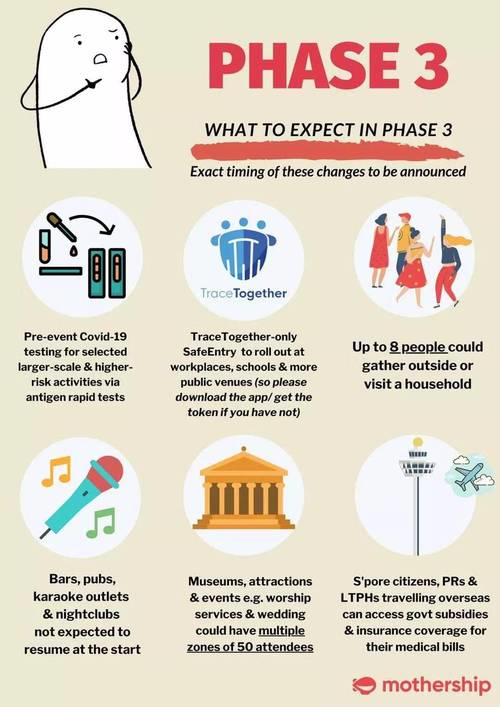 PHASE 3
WHAT TO EXPECT IN PHASE 3
Exact timing of these changes to be announced
TraceTogether
Pre-event Covid-19
testing for selected
larger-scale & higher-
risk activities via
antigen rapid tests
TraceTogether-only
SafeEntry to roll out at
workplaces, schools & more
public venues (so please
download the app/ get the
token if you have not)
Up to 8 people could
gather outside or
visit a household
Bars, pubs,
karaoke outlets
& nightclubs
not expected to
resume at the start
Museums, attractions
& events e.g. worship
services & wedding
could have multiple
zones of 50 attendees
S'pore citizens, PRs &
LTPHs travelling overseas
can access govt subsidies
& insurance coverage for
their medical bills
mothership